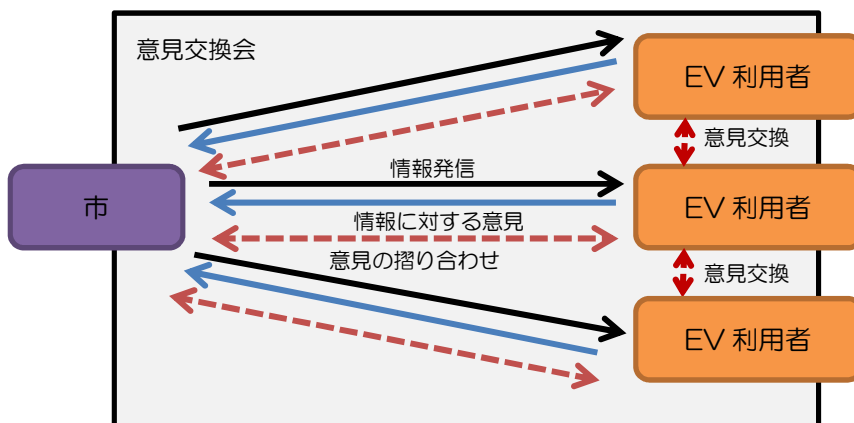 意見交換会
EV 利用者
意見交換
情報発信
市
EV 利用者
情報に対する意見
意見の摺り合わせ
意見交換
EV 利用者